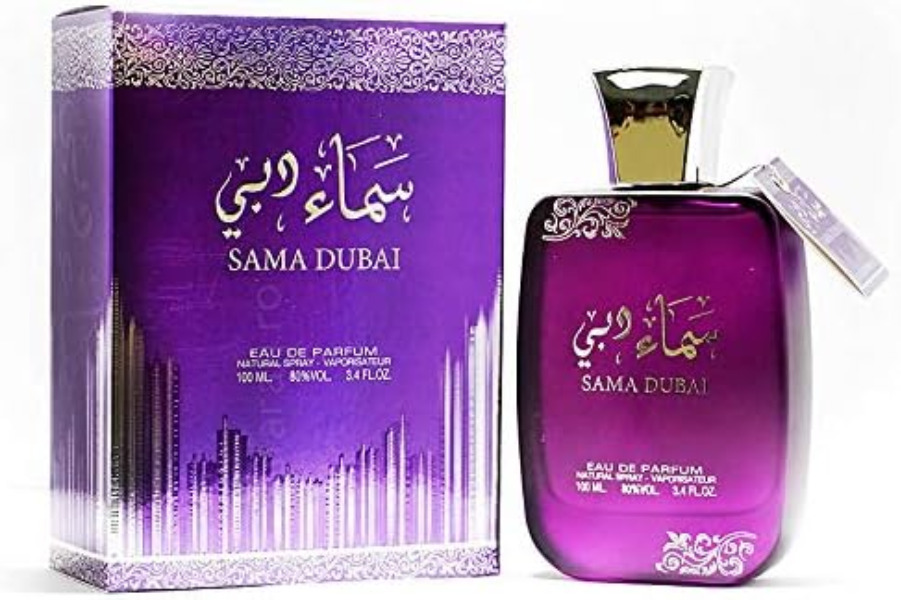 سماء دبي
SAMA DUBAI
EAU DE PARFUM
NATURAL SPRAY - VAPORISATEUR
100 ML. 80%VOL. 3.4 FL.OZ.
سماء دبي
SAMA DUBAI
EAU DE PARFUM
NATURAL SPRAY - VAPORISATEUR
100 ML. 80%VOL. 3.4 FL.OZ.